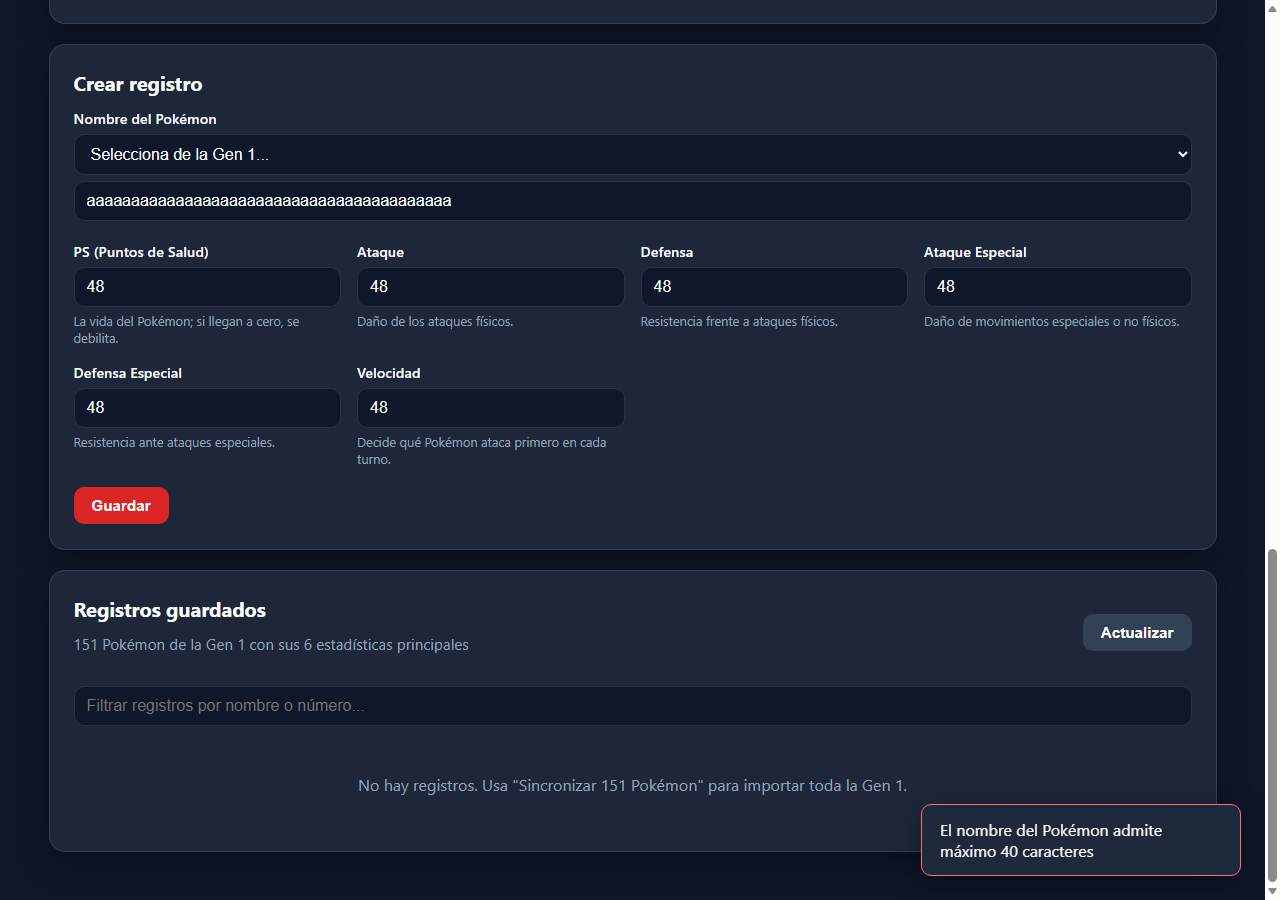 Crear registro
Nombre del Pokémon
Selecciona de la Gen 1...
aaaaaaaaaaaaaaaaaaaaaaaaaaaaaaaaaaaaaaaaa
PS (Puntos de Salud)
Ataque
Defensa
Ataque Especial
48
48
48
48
La vida del Pokémon; si llegan a cero, se
debilita.
Daño de los ataques físicos.
Resistencia frente a ataques físicos.
Daño de movimientos especiales o no físicos.
Defensa Especial
Velocidad
48
48
Resistencia ante ataques especiales.
Decide qué Pokémon ataca primero en cada
turno.
Guardar
Registros guardados
151 Pokémon de la Gen 1 con sus 6 estadísticas principales
Actualizar
Filtrar registros por nombre o número...
No hay registros. Usa "Sincronizar 151 Pokémon" para importar toda la Gen 1.
El nombre del Pokémon admite
máximo 40 caracteres